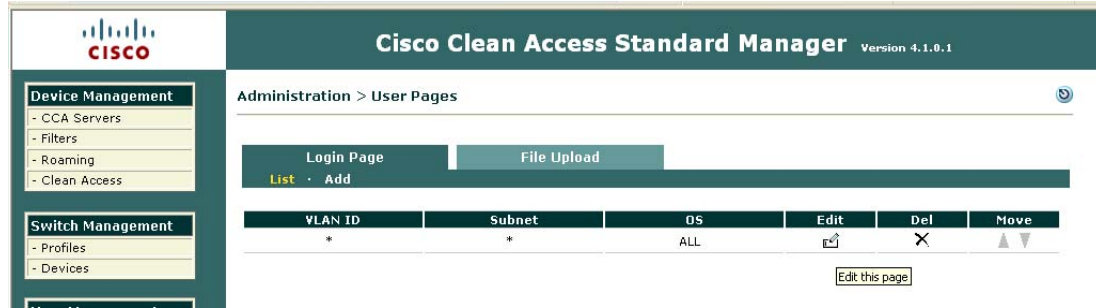 CISCO
Cisco Clean Access Standard Manager Version 4.1.0.1
Device Management
- CCA Servers
- Filters
- Roaming
- Clean Access
Switch Management
- Profiles
- Devices
Administration > User Pages
Login Page File Upload
List · Add
VLAN ID Subnet OS Edit Del Move
* * ALL
Edit this page